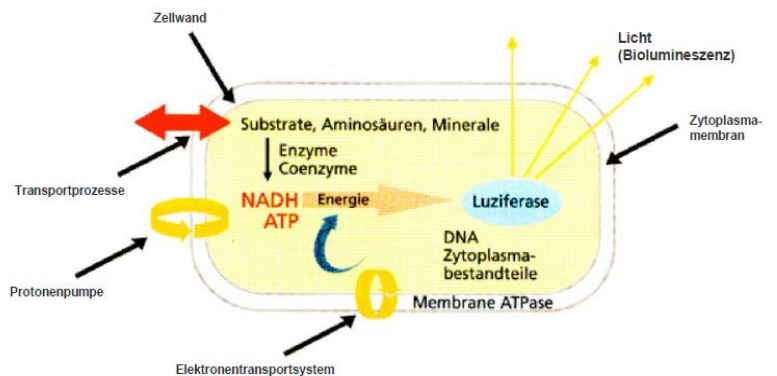 Zellwand
Licht
(Biolumineszenz)
Substrate, Aminosäuren, Minerale
Zytoplasma-
membran
Enzyme
Coenzyme
Transportprozesse
NADH
Energie
Luziferase
ATP
DNA
Zytoplasma-
bestandteile
Protonenpumpe
Membrane ATPase
Elektronentransportsystem